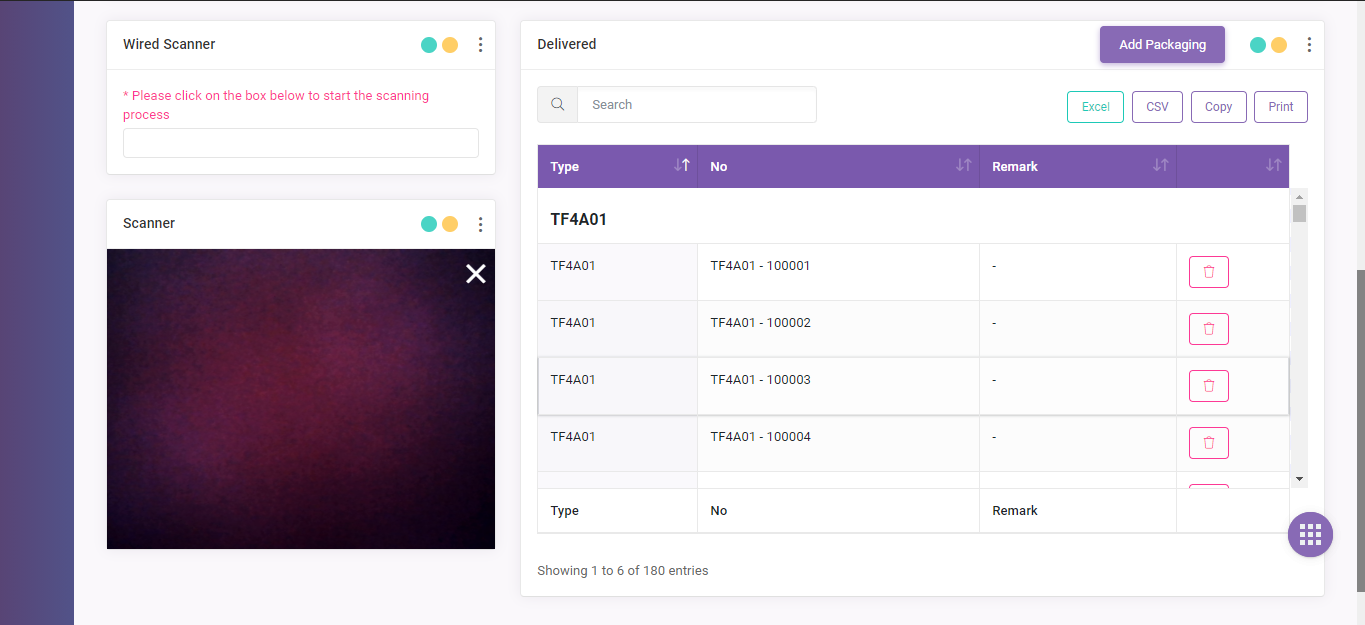 Wired Scanner
* Please click on the box below to start the scanning
process
Scanner
Delivered
Add Packaging
Search
Excel
CSV
Copy
Print
Type No Remark
TF4A01
TF4A01 TF4A01 - 100001 -
TF4A01 TF4A01 - 100002 -
TF4A01 TF4A01 - 100003 -
TF4A01 TF4A01 - 100004 -
Type No Remark
Showing 1 to 6 of 180 entries